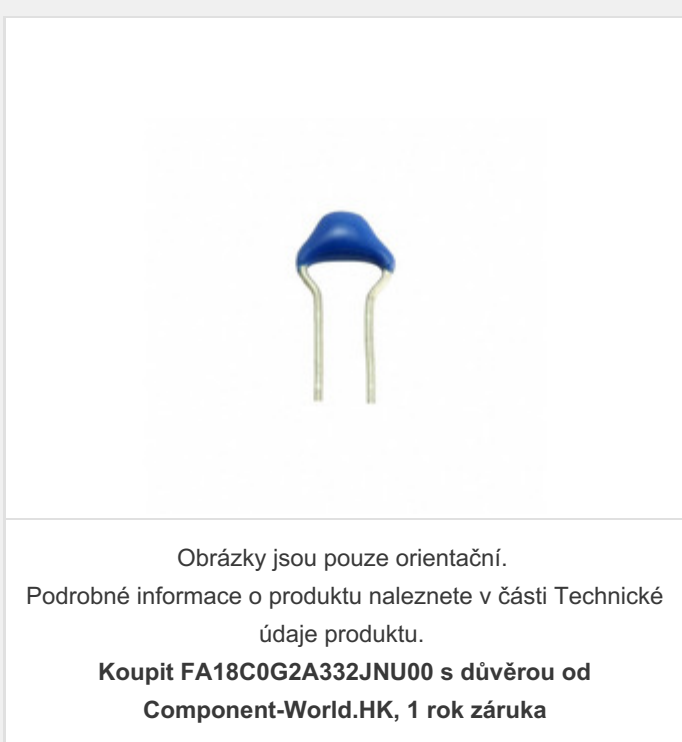 Obrázky jsou pouze orientační.
Podrobné informace o produktu naleznete v části Technické
údaje produktu.
Koupit FA18C0G2A332JNU00 s důvěrou od
Component-World.HK, 1 rok záruka